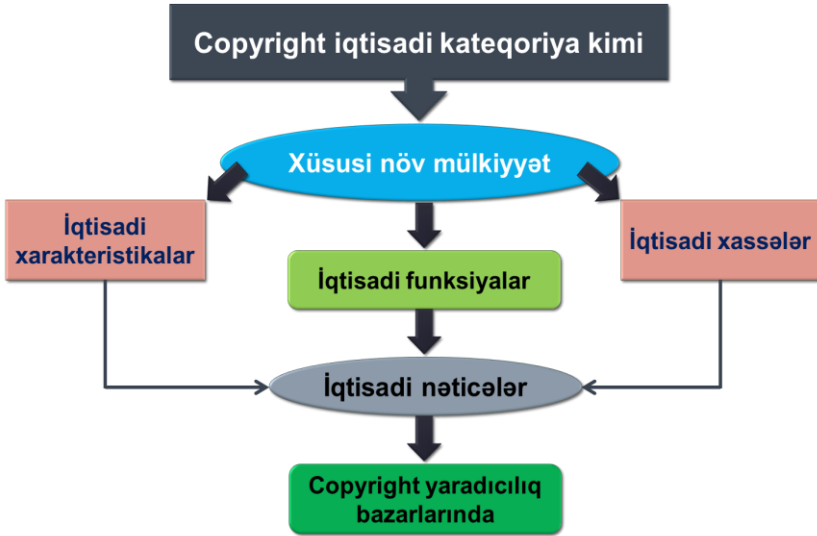 Copyright iqtisadi kateqoriya kimi
Xüsusi növ mülkiyyət
İqtisadi
xarakteristikalar
İqtisadi funksiyalar
İqtisadi xassələr
İqtisadi nəticələr
Copyright yaradıcılıq
bazarlarında